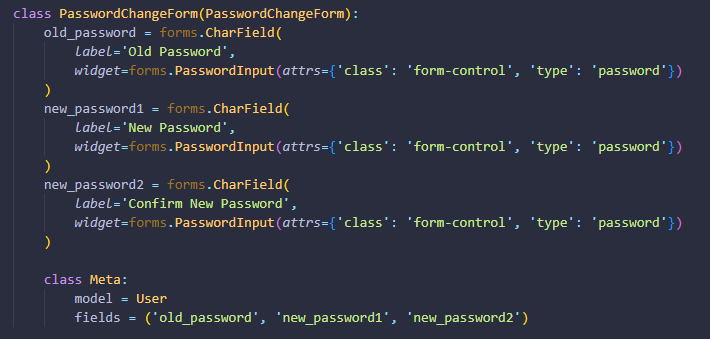 class PasswordChangeForm(PasswordChangeForm):
    old_password = forms.CharField(
        label='Old Password',
        widget=forms.PasswordInput(attrs={'class': 'form-control', 'type': 'password'})
    )
    new_password1 = forms.CharField(
        label='New Password',
        widget=forms.PasswordInput(attrs={'class': 'form-control', 'type': 'password'})
    )
    new_password2 = forms.CharField(
        label='Confirm New Password',
        widget=forms.PasswordInput(attrs={'class': 'form-control', 'type': 'password'})
    )

    class Meta:
        model = User
        fields = ('old_password', 'new_password1', 'new_password2')